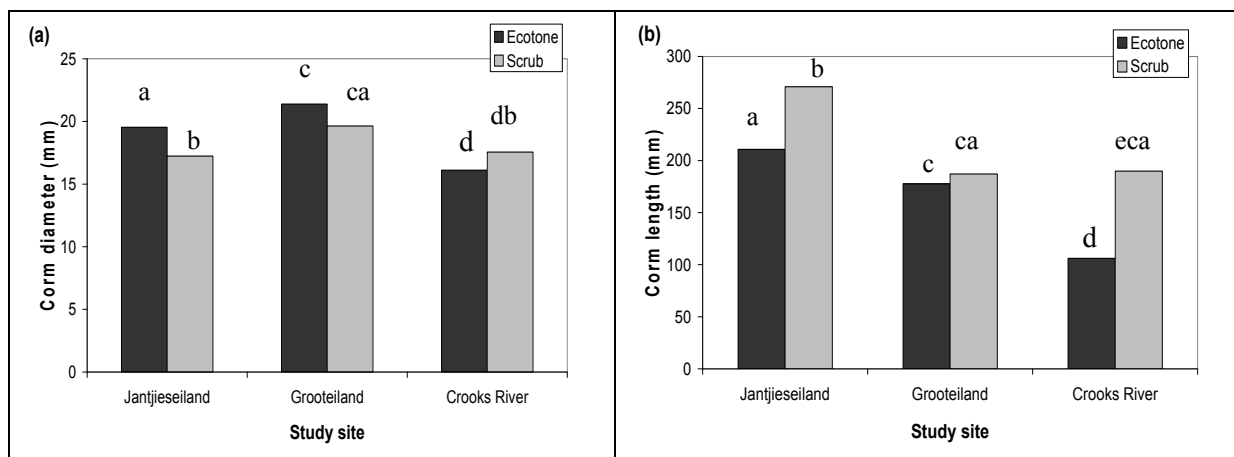 (a)
Ecotone
Scrub
Corm diameter (mm)
25
20
15
10
5
0
a
b
c
ca
d
db
Jantjieseiland
Grooteiland
Crooks River
Study site
(b)
Ecotone
Scrub
Corm length (mm)
300
250
200
150
100
50
0
a
b
c
ca
d
eca
Jantjieseiland
Grooteiland
Crooks River
Study site